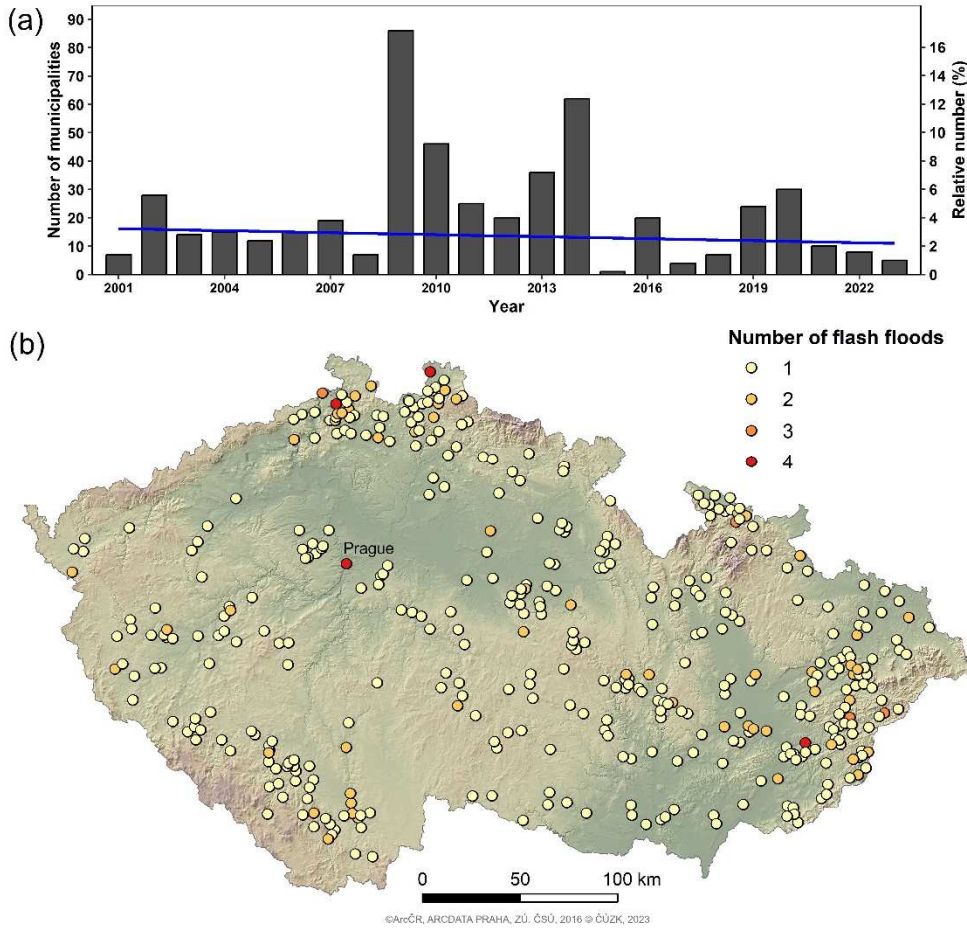 (a)
Number of municipalities
90
80
70
60
50
40
30
20
10
0
16
14
12
10
8
6
4
2
0
Relative number (%)
2001 2004 2007 2010 2013 2016 2019 2022
Year
(b)
Number of flash floods
1
2
3
4
Prague
0 50 100 km
©ArcČR, ARCDATA PRAHA, ZÚ, ČSÚ, 2016 © ČÚZK, 2023